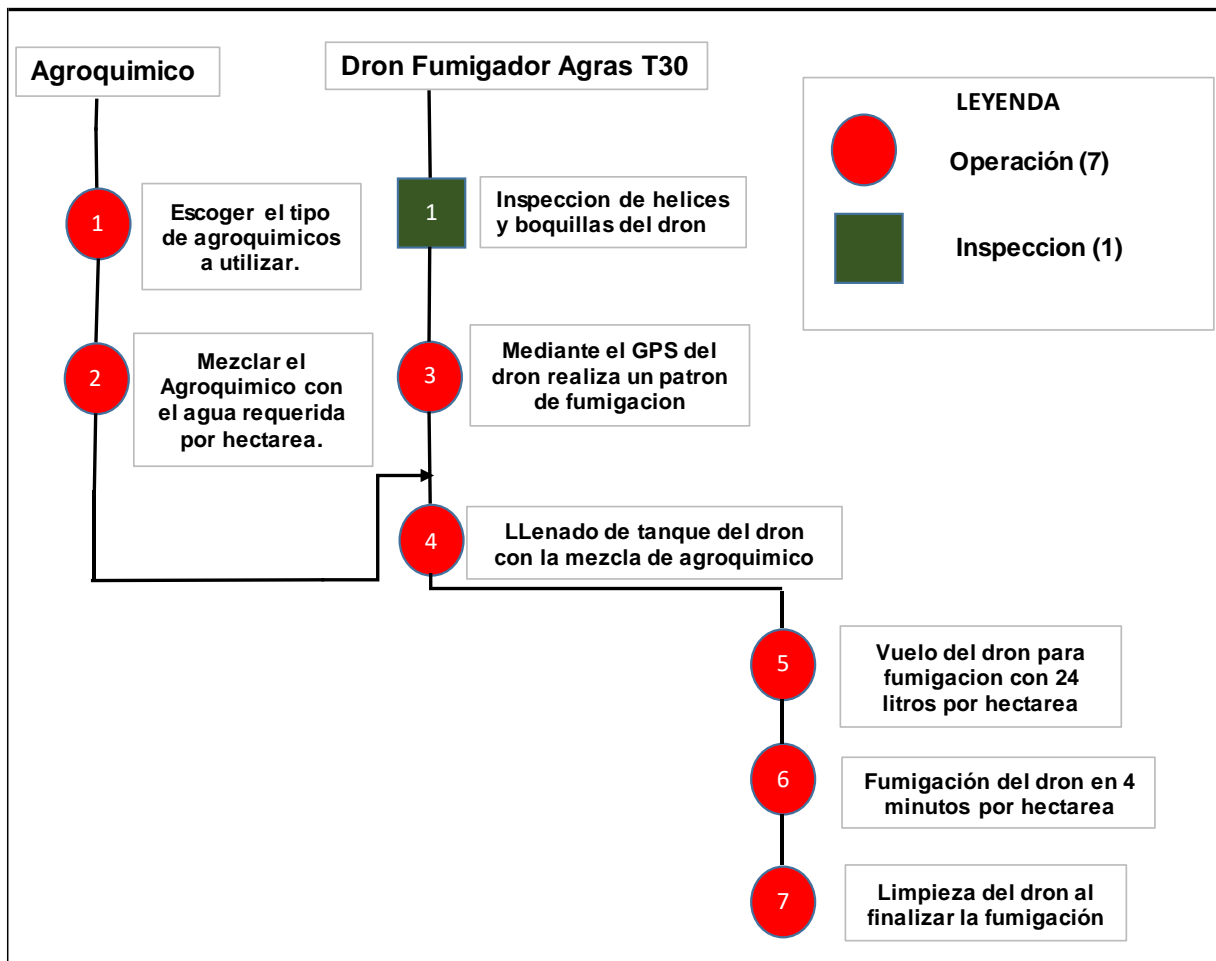 Agroquimico
Dron Fumigador Agras T30
LEYENDA
Operación (7)
Inspeccion (1)
1
Escoger el tipo
de agroquimicos
a utilizar.
1
Inspeccion de helices
y boquillas del dron
2
Mezclar el
Agroquimico con
el agua requerida
por hectarea.
3
Mediante el GPS del
dron realiza un patron
de fumigacion
4
LLenado de tanque del dron
con la mezcla de agroquimico
5
Vuelo del dron para
fumigacion con 24
litros por hectarea
6
Fumigación del dron en 4
minutos por hectarea
7
Limpieza del dron al
finalizar la fumigación